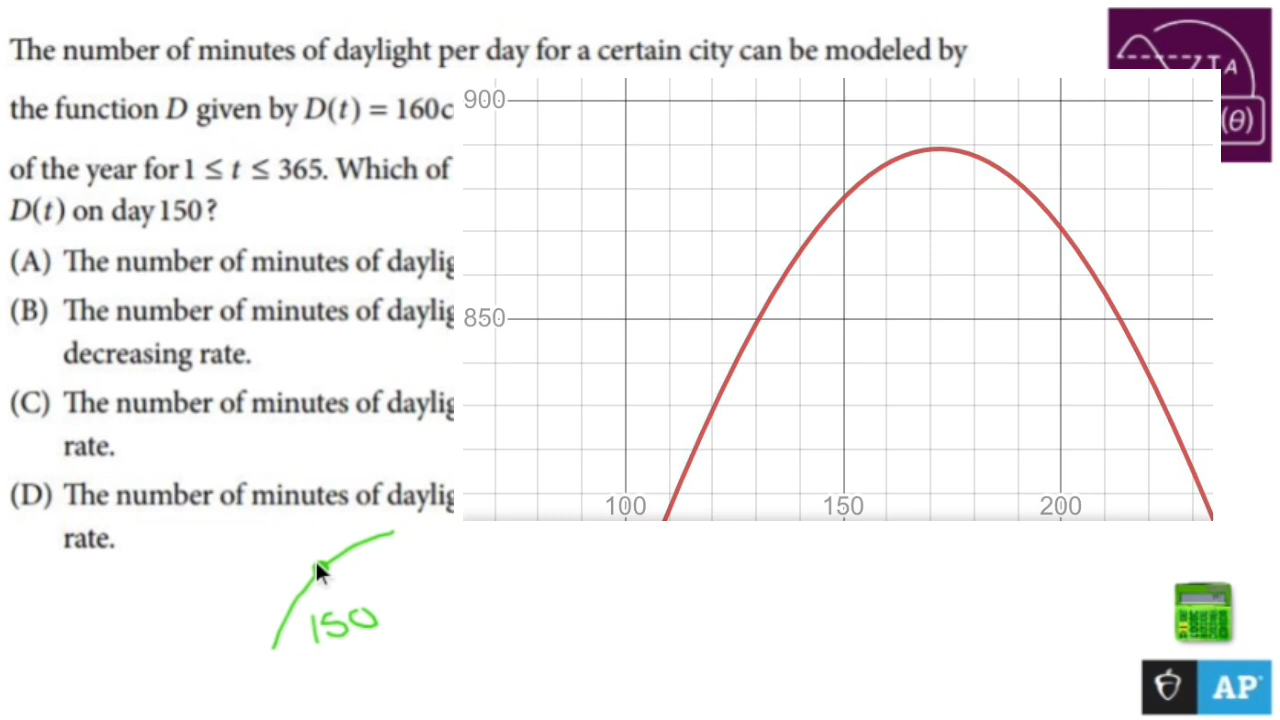 The number of minutes of daylight per day for a certain city can be modeled by
the function D given by D(t) = 160c
of the year for 1 ≤ t ≤ 365. Which of
D(t) on day 150?
(A) The number of minutes of daylig
(B) The number of minutes of daylig
decreasing rate.
(C) The number of minutes of daylig
rate.
(D) The number of minutes of daylig
rate.
900
850
100 150 200
150
A
(θ)
AP